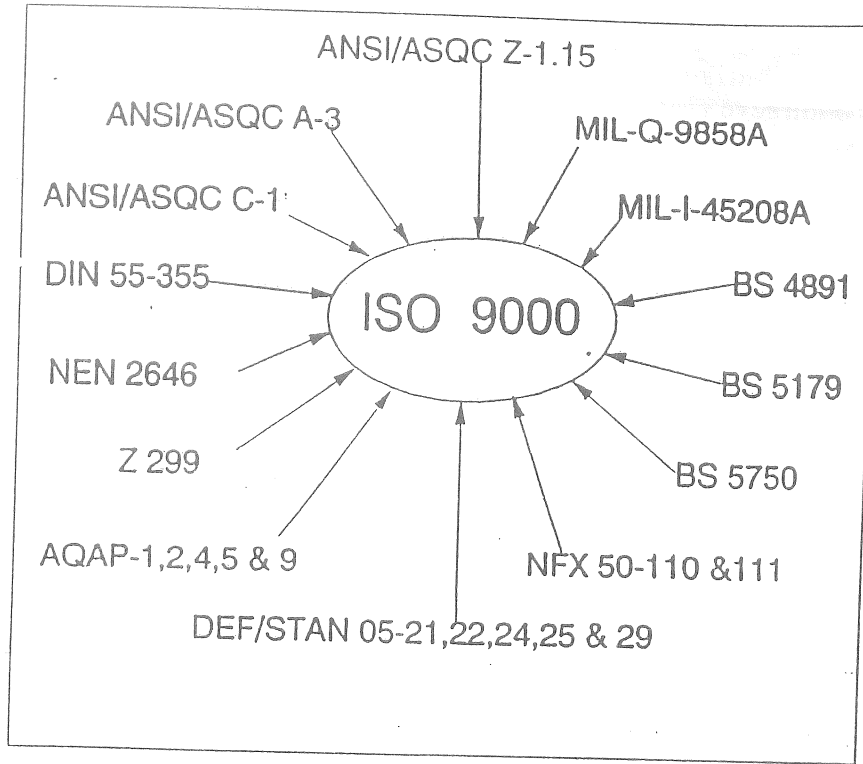 ANSI/ASQC Z-1.15
ANSI/ASQC A-3
MIL-Q-9858A
ANSI/ASQC C-1
MIL-I-45208A
DIN 55-355
BS 4891
ISO 9000
NEN 2646
BS 5179
Z 299
BS 5750
AQAP-1,2,4,5 & 9
NFX 50-110 &111
DEF/STAN 05-21,22,24,25 & 29